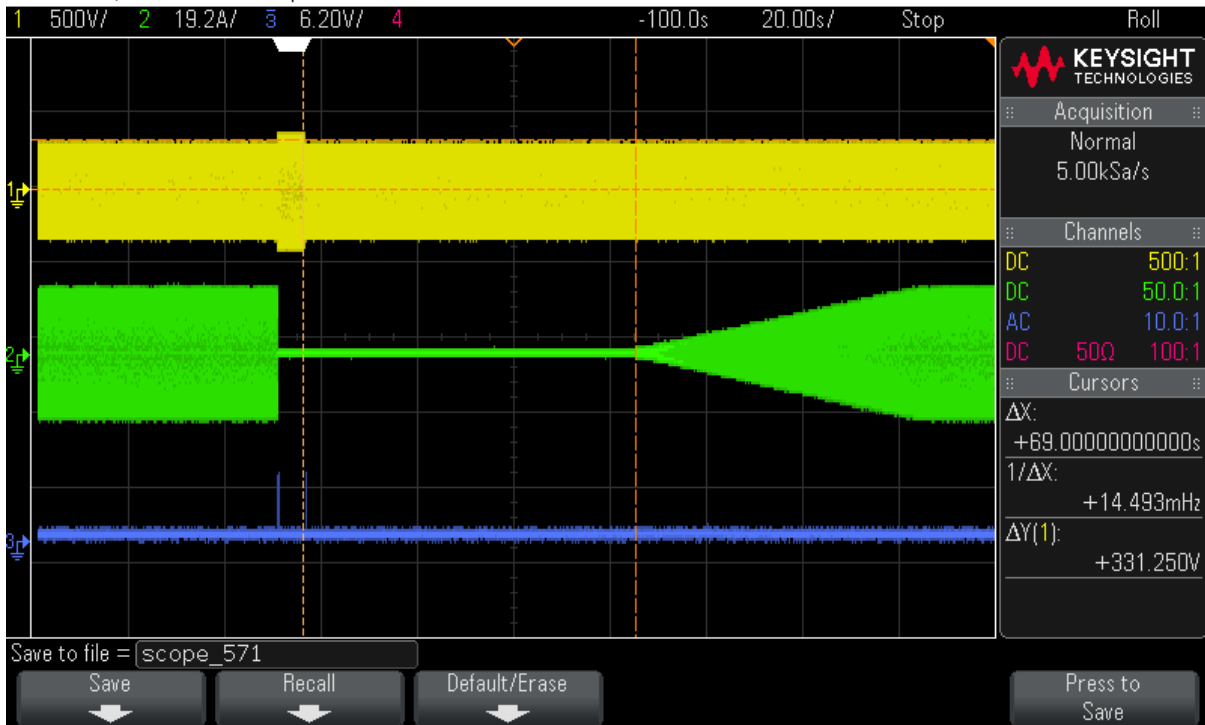 1 500V/ 2 19.2A/ 3 6.20V/ 4 -100.0s 20.00s/ Stop Roll
KEYSIGHT
TECHNOLOGIES
Acquisition
Normal
5.00kSa/s
Channels
DC 500:1
DC 50.0:1
AC 10.0:1
DC 50Ω 100:1
Cursors
ΔX:
+69.00000000000s
1/ΔX:
+14.493mHz
ΔY(1):
+331.250V
1
2
3
Save to file = scope_571
Save Recall Default/Erase Press to
Save